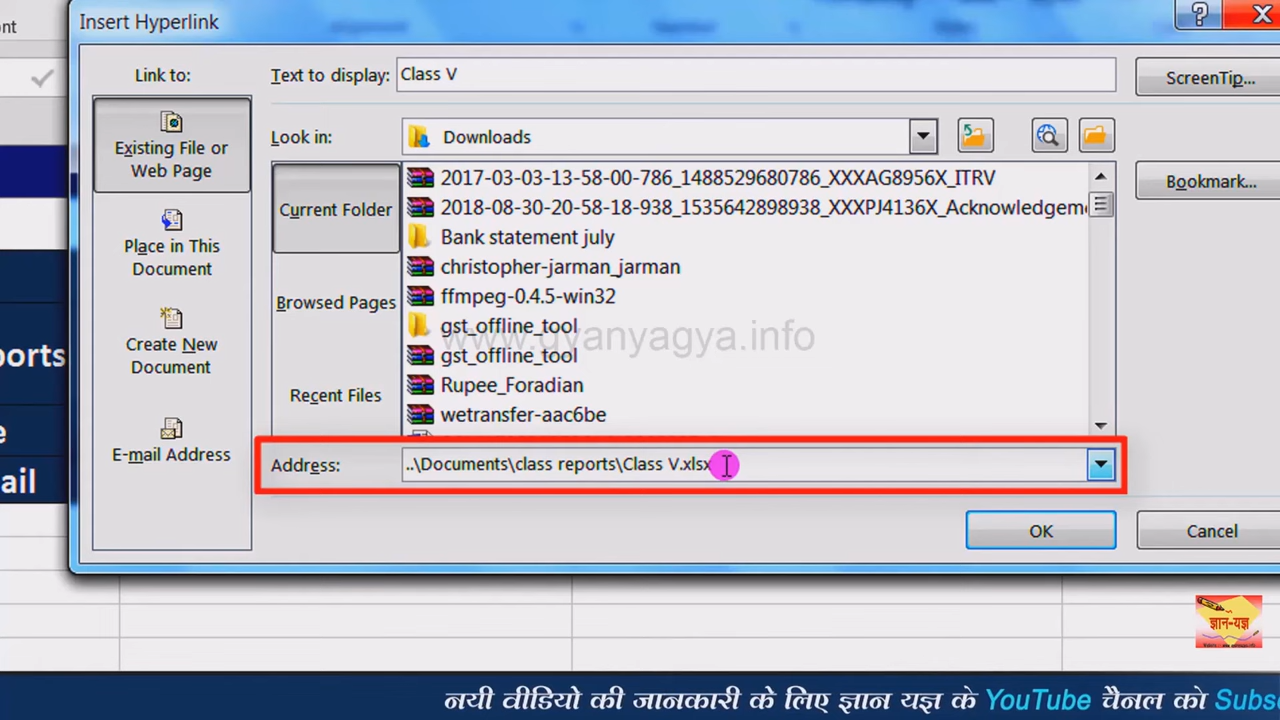 nt
Insert Hyperlink
Link to:
Text to display:
Class V
ScreenTip...
Existing File or
Web Page
Look in:
Downloads
Bookmark...
Current Folder
2017-03-03-13-58-00-786_1488529680786_XXXAG8956X_ITRV
2018-08-30-20-58-18-938_1535642898938_XXXPJ4136X_Acknowledgeme
Place in This
Document
Bank statement july
christopher-jarman_jarman
Browsed Pages
ffmpeg-0.4.5-win32
Create New
Document
gst_offline_tool
www.gyanyagya.info
gst_offline_tool
ports
Recent Files
Rupee_Foradian
wetransfer-aac6be
E-mail Address
e
Address:
..\Documents\class reports\Class V.xlsx
ail
OK
Cancel
ज्ञान-यज्ञ
नयी वीडियो की जानकारी के लिए ज्ञान यज्ञ के YouTube चैनल को Subs